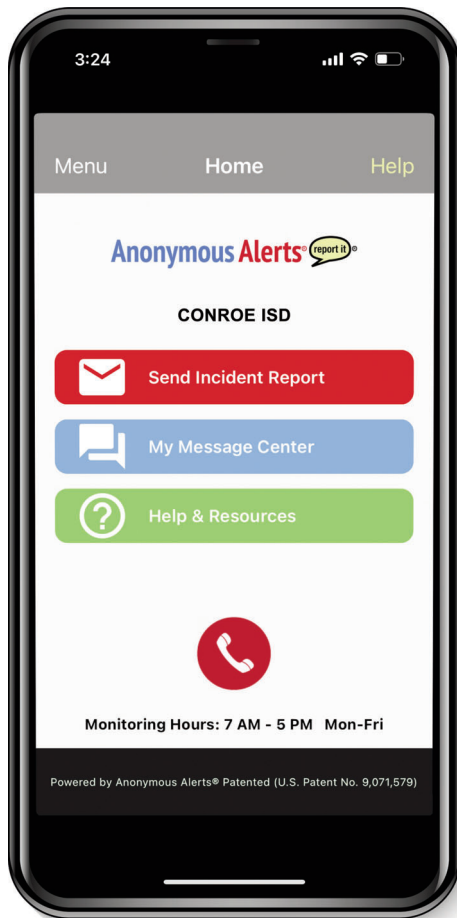 3:24
Menu Home Help
Anonymous Alerts® report it ®
CONROE ISD
Send Incident Report
My Message Center
Help & Resources
Monitoring Hours: 7 AM - 5 PM Mon-Fri
Powered by Anonymous Alerts® Patented (U.S. Patent No. 9,071,579)